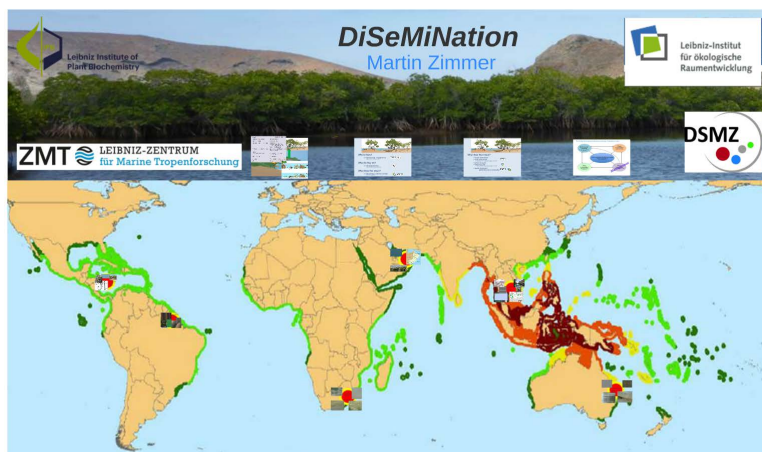 DiSeMiNation
Martin Zimmer
Leibniz Institute of
Plant Biochemistry
Leibniz-Institut
für ökologische
Raumentwicklung
ZMT
LEIBNIZ-ZENTRUM
für Marine Tropenforschung
DSMZ